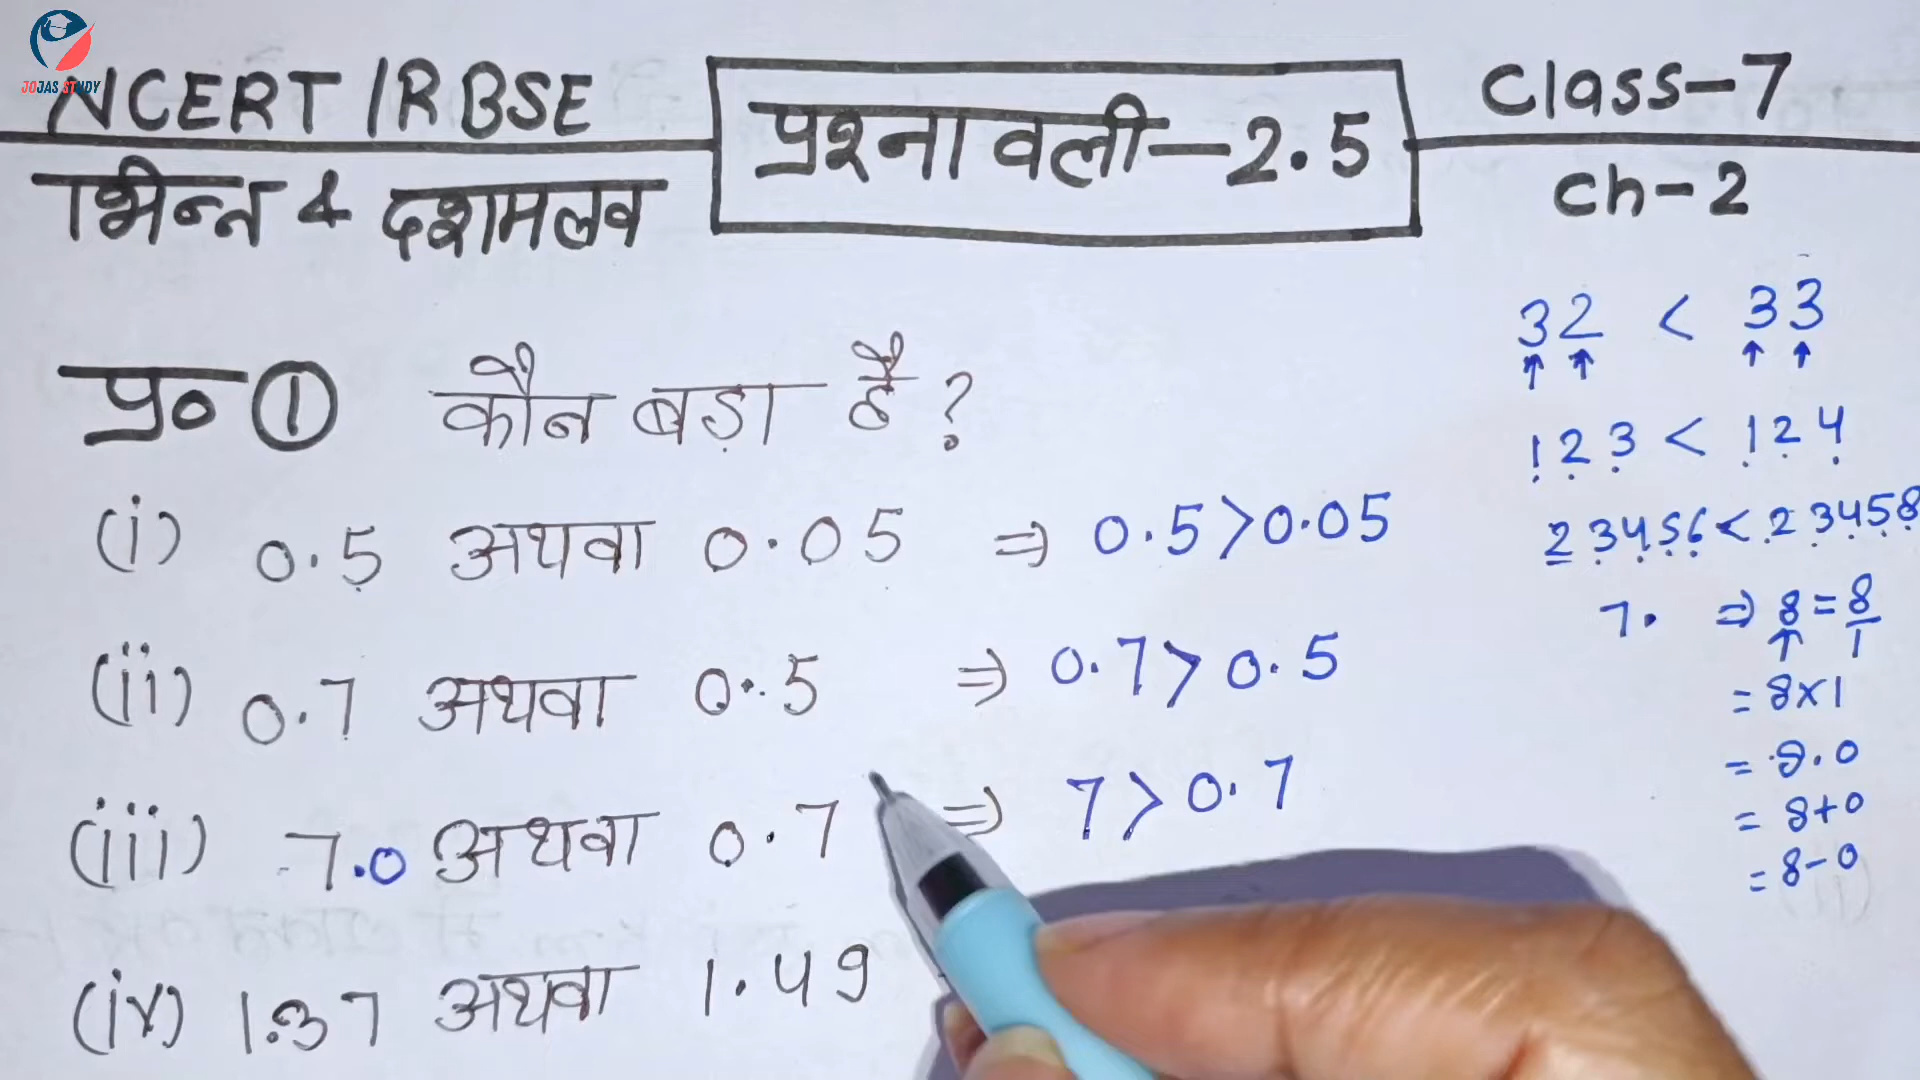 JOJAS STUDY
NCERT/RBSE
भिन्न & दशमलव
प्रश्नावली-2.5
Class-7
Ch-2
प्र० ① कौन बड़ा है?
(i) 0.5 अथवा 0.05 ⇒ 0.5>0.05
(ii) 0.7 अथवा 0.5 ⇒ 0.7>0.5
(iii) 7.0 अथवा 0.7 ⇒ 7>0.7
(iv) 1.37 अथवा 1.49
32 < 33
↑ ↑ ↑ ↑
123 < 124
23456 < 23458
7. ⇒ 8 = 8/1
↑
= 8×1
= 8.0
= 8+0
= 8-0